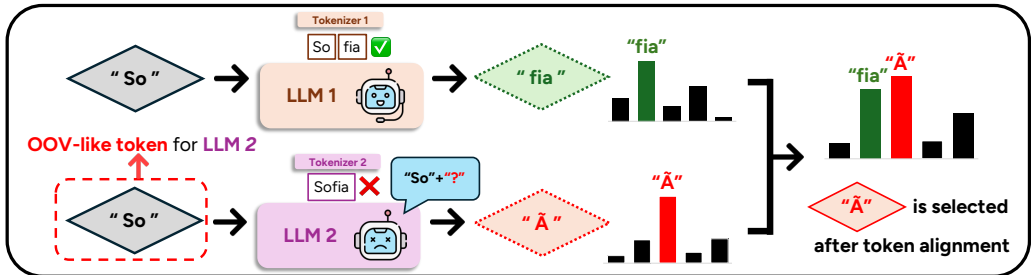 Tokenizer 1
So fia
“ So ”
LLM 1
“ fia ”
“fia”
“fia” “Ã”
OOV-like token for LLM 2
Tokenizer 2
Sofia
“So”+“?”
“ So ”
LLM 2
“ Ã ”
“Ã”
“Ã” is selected
after token alignment